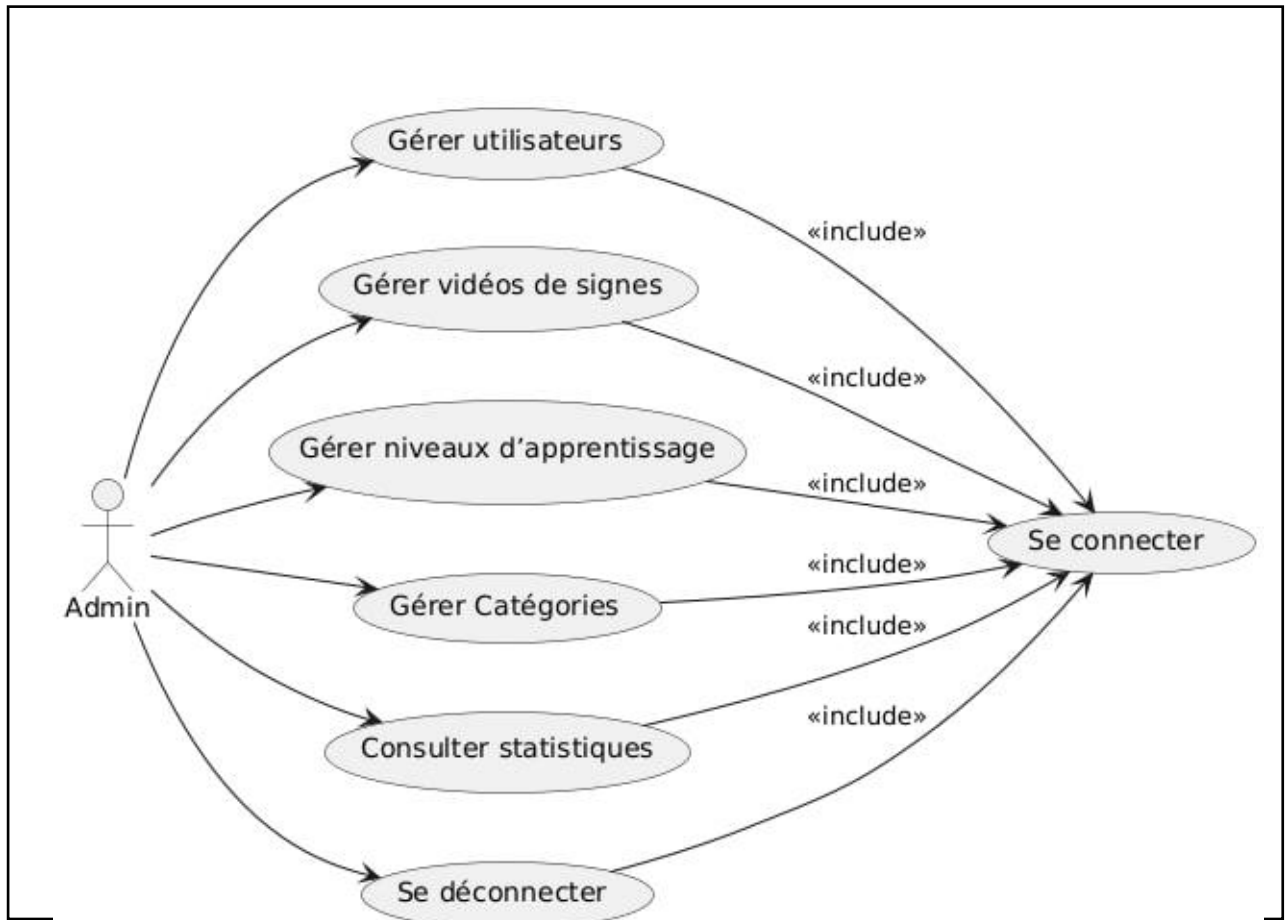 Gérer utilisateurs
«include»
Gérer vidéos de signes
«include»
Gérer niveaux d’apprentissage
«include»
Se connecter
«include»
Admin
Gérer Catégories
«include»
«include»
Consulter statistiques
Se déconnecter